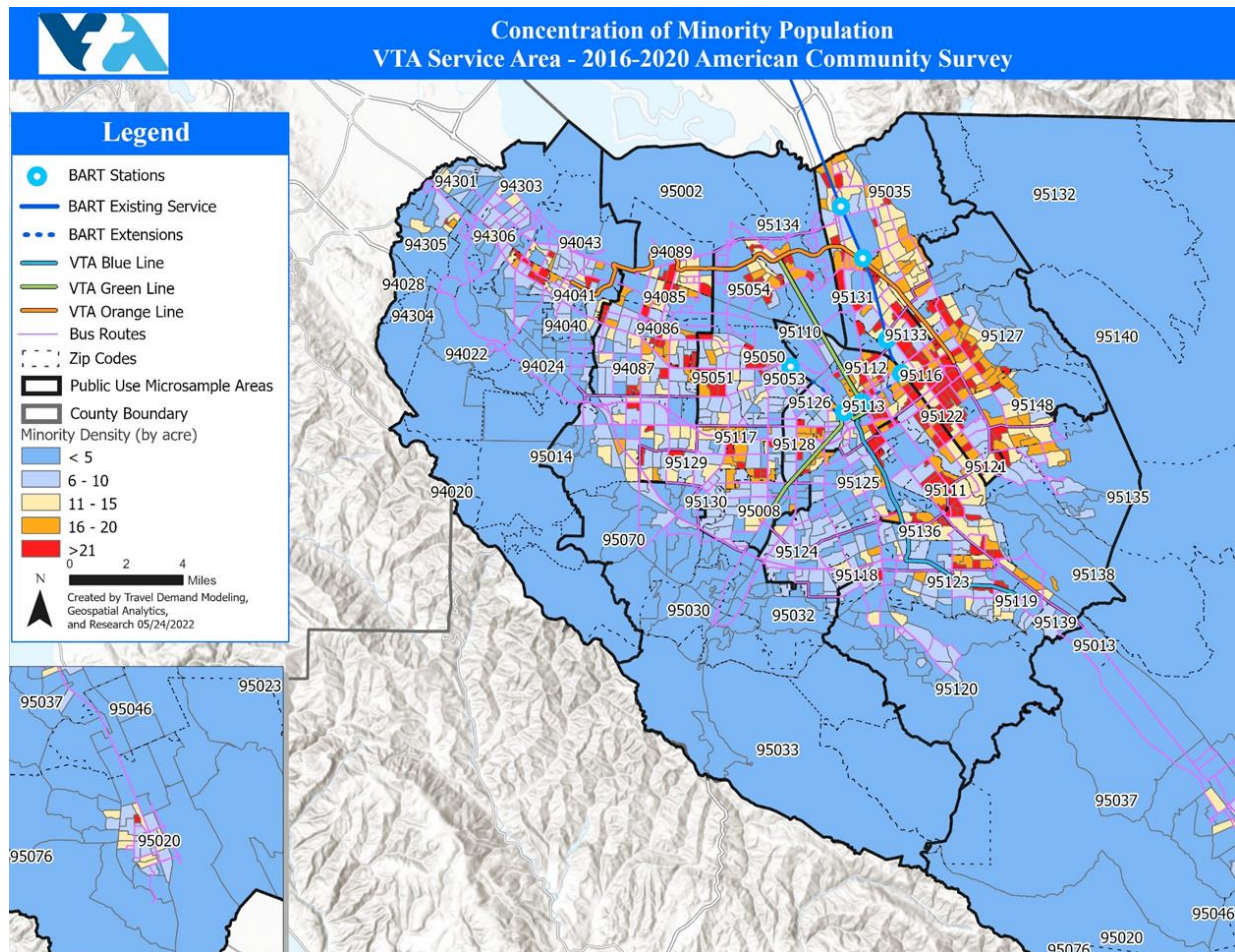 VTA
Concentration of Minority Population
VTA Service Area - 2016-2020 American Community Survey
Legend
BART Stations
BART Existing Service
BART Extensions
VTA Blue Line
VTA Green Line
VTA Orange Line
Bus Routes
Zip Codes
Public Use Microsample Areas
County Boundary
Minority Density (by acre)
< 5
6 - 10
11 - 15
16 - 20
>21
0 2 4
Miles
N
Created by Travel Demand Modeling,
Geospatial Analytics,
and Research 05/24/2022
94301
94303
95002
95035
95132
94306
94305
94043
95134
94089
94028
94041
94085
95054
95131
94304
94040
94086
95110
95133
95127
95140
94022
94024
94087
95050
95051
95053
95112
95116
95126
95113
95122
95148
95014
95117
95128
95129
95125
95121
95111
95135
94020
95130
95008
95136
95070
95124
95118
95123
95138
95119
95030
95032
95139
95013
95120
95033
95037
95046
95020
95076
95023
95037
95046
95020
95076